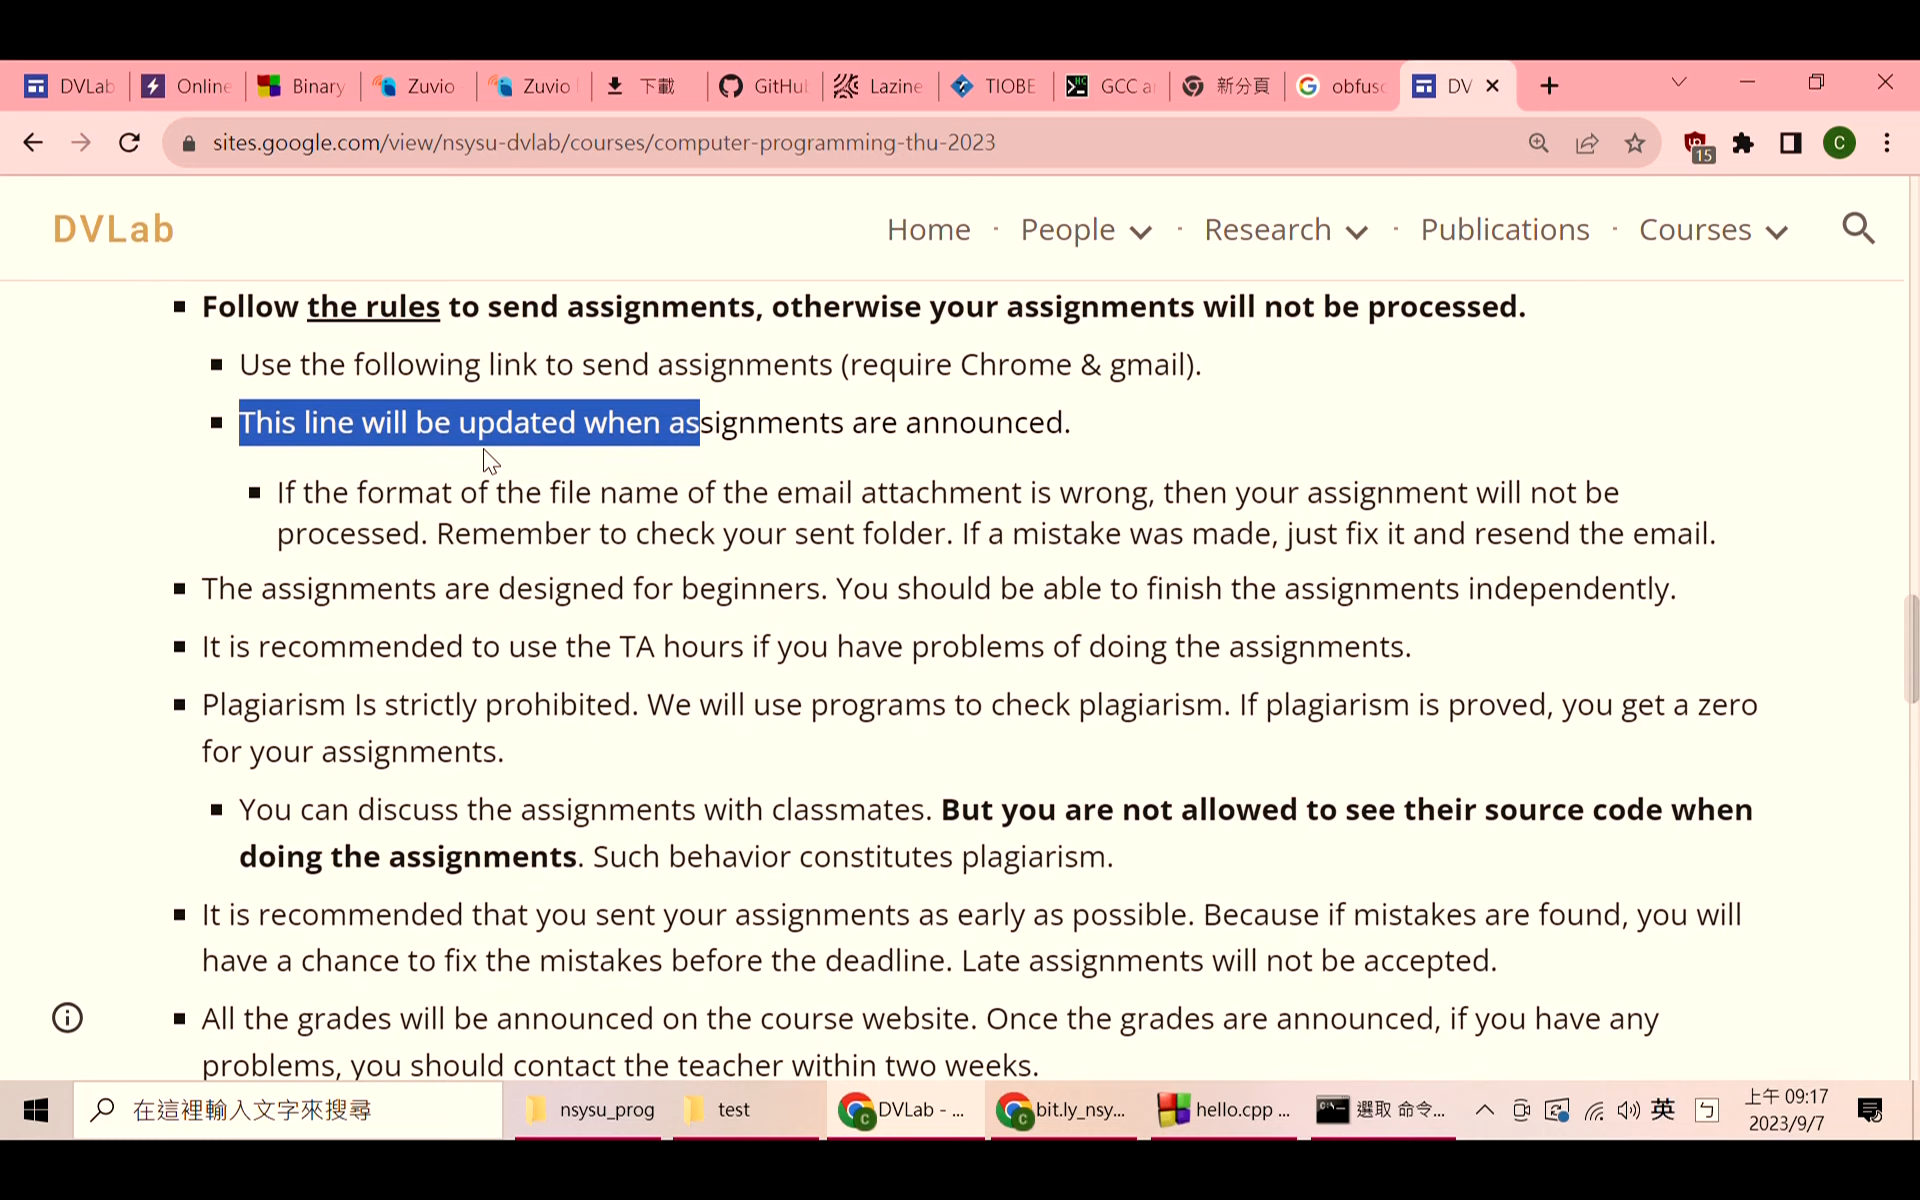 DVLab Online Binary Zuvio Zuvio 下載 GitHu Lazine TIOBE GCC a 新分頁 obfusc DV
sites.google.com/view/nsysu-dvlab/courses/computer-programming-thu-2023
15
C
DVLab
Home · People · Research · Publications · Courses
Follow the rules to send assignments, otherwise your assignments will not be processed.
Use the following link to send assignments (require Chrome & gmail).
This line will be updated when assignments are announced.
If the format of the file name of the email attachment is wrong, then your assignment will not be
processed. Remember to check your sent folder. If a mistake was made, just fix it and resend the email.
The assignments are designed for beginners. You should be able to finish the assignments independently.
It is recommended to use the TA hours if you have problems of doing the assignments.
Plagiarism Is strictly prohibited. We will use programs to check plagiarism. If plagiarism is proved, you get a zero
for your assignments.
You can discuss the assignments with classmates. But you are not allowed to see their source code when
doing the assignments. Such behavior constitutes plagiarism.
It is recommended that you sent your assignments as early as possible. Because if mistakes are found, you will
have a chance to fix the mistakes before the deadline. Late assignments will not be accepted.
All the grades will be announced on the course website. Once the grades are announced, if you have any
problems, you should contact the teacher within two weeks.
在這裡輸入文字來搜尋 nsysu_prog test DVLab - ... bit.ly_nsy... hello.cpp ... 選取 命令... 英 上午 09:17
2023/9/7